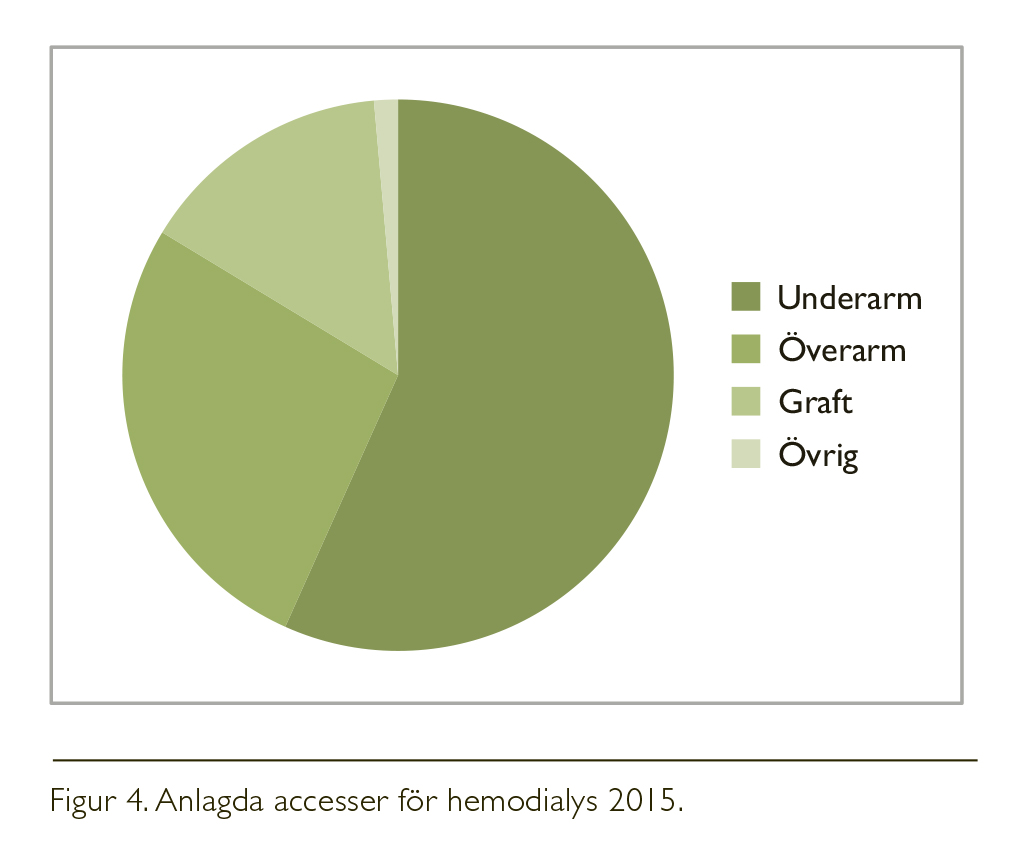 Underarm
Överarm
Graft
Övrig
Figur 4. Anlagda accesser för hemodialys 2015.